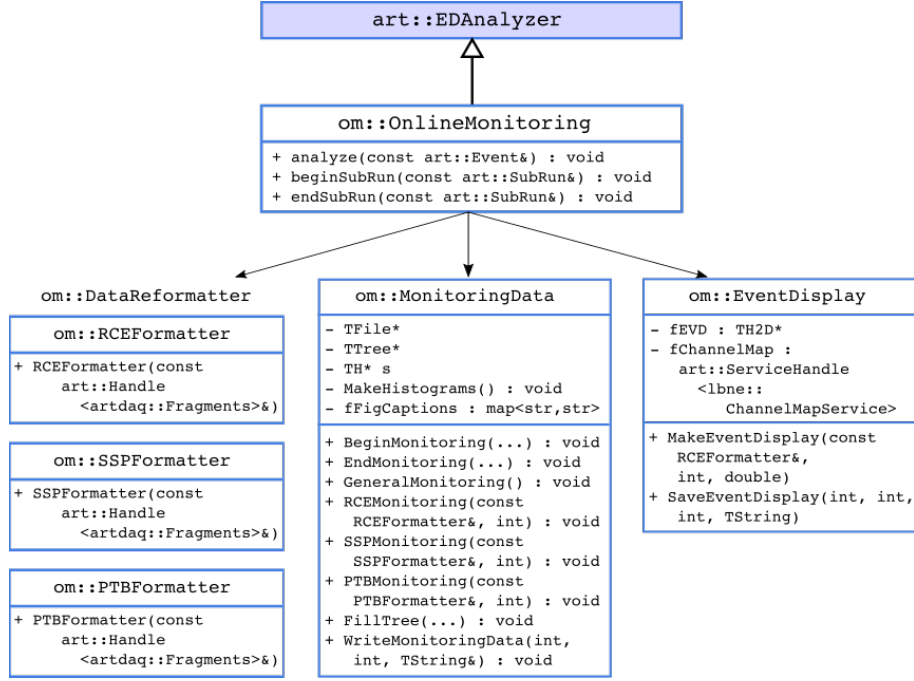 art::EDAnalyzer
om::OnlineMonitoring
+ analyze(const art::Event&) : void
+ beginSubRun(const art::SubRun&) : void
+ endSubRun(const art::SubRun&) : void
om::DataReformatter
om::RCEFormatter
+ RCEFormatter(const
art::Handle
<artdaq::Fragments>&)
om::SSPFormatter
+ SSPFormatter(const
art::Handle
<artdaq::Fragments>&)
om::PTBFormatter
+ PTBFormatter(const
art::Handle
<artdaq::Fragments>&)
om::MonitoringData
- TFile*
- TTree*
- TH* s
- MakeHistograms() : void
- fFigCaptions : map<str,str>
+ BeginMonitoring(...) : void
+ EndMonitoring(...) : void
+ GeneralMonitoring() : void
+ RCEMonitoring(const
RCEFormatter&, int) : void
+ SSPMonitoring(const
SSPFormatter&, int) : void
+ PTBMonitoring(const
PTBFormatter&, int) : void
+ FillTree(...) : void
+ WriteMonitoringData(int,
int, TString&) : void
om::EventDisplay
- fEVD : TH2D*
- fChannelMap :
art::ServiceHandle
<lbne::
ChannelMapService>
+ MakeEventDisplay(const
RCEFormatter&,
int, double)
+ SaveEventDisplay(int, int,
int, TString)